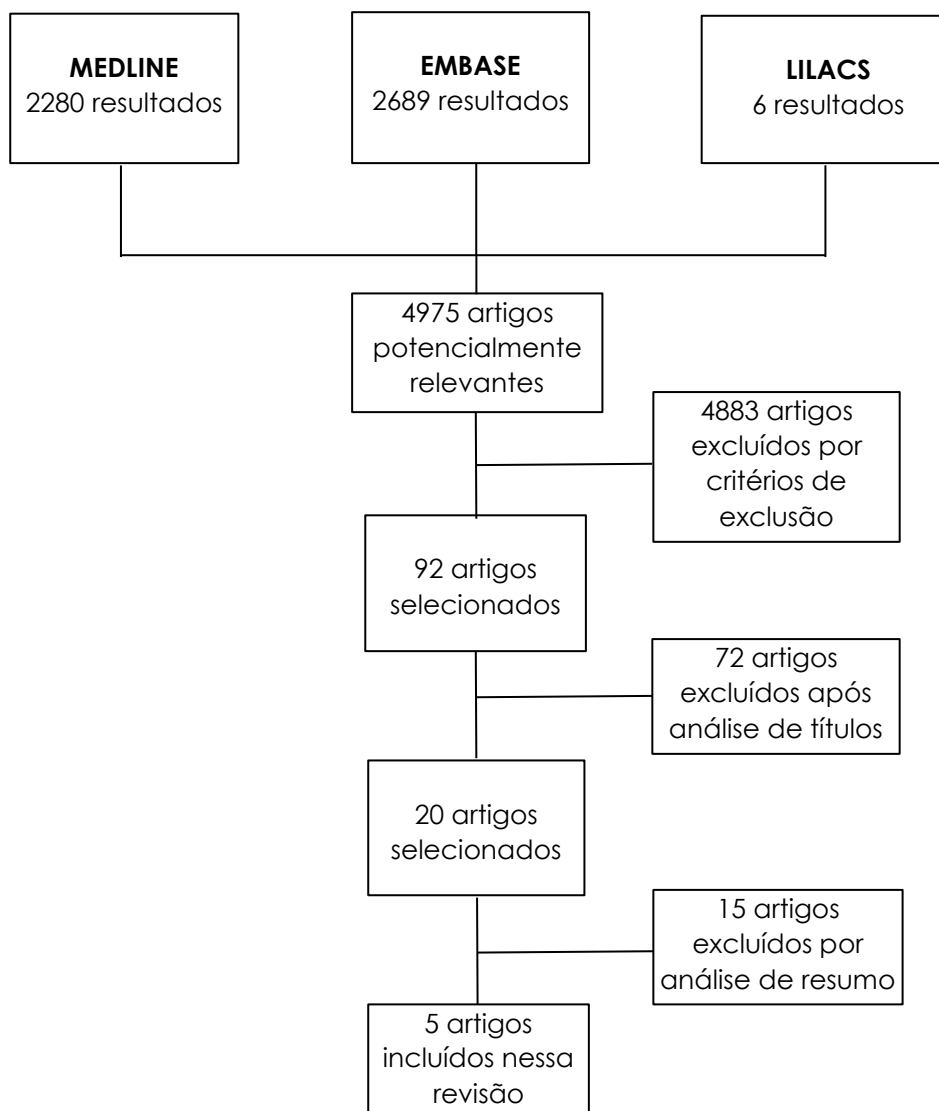 MEDLINE
2280 resultados
EMBASE
2689 resultados
LILACS
6 resultados
4975 artigos
potencialmente
relevantes
4883 artigos
excluídos por
critérios de
exclusão
92 artigos
selecionados
72 artigos
excluídos após
análise de títulos
20 artigos
selecionados
15 artigos
excluídos por
análise de resumo
5 artigos
incluídos nessa
revisão